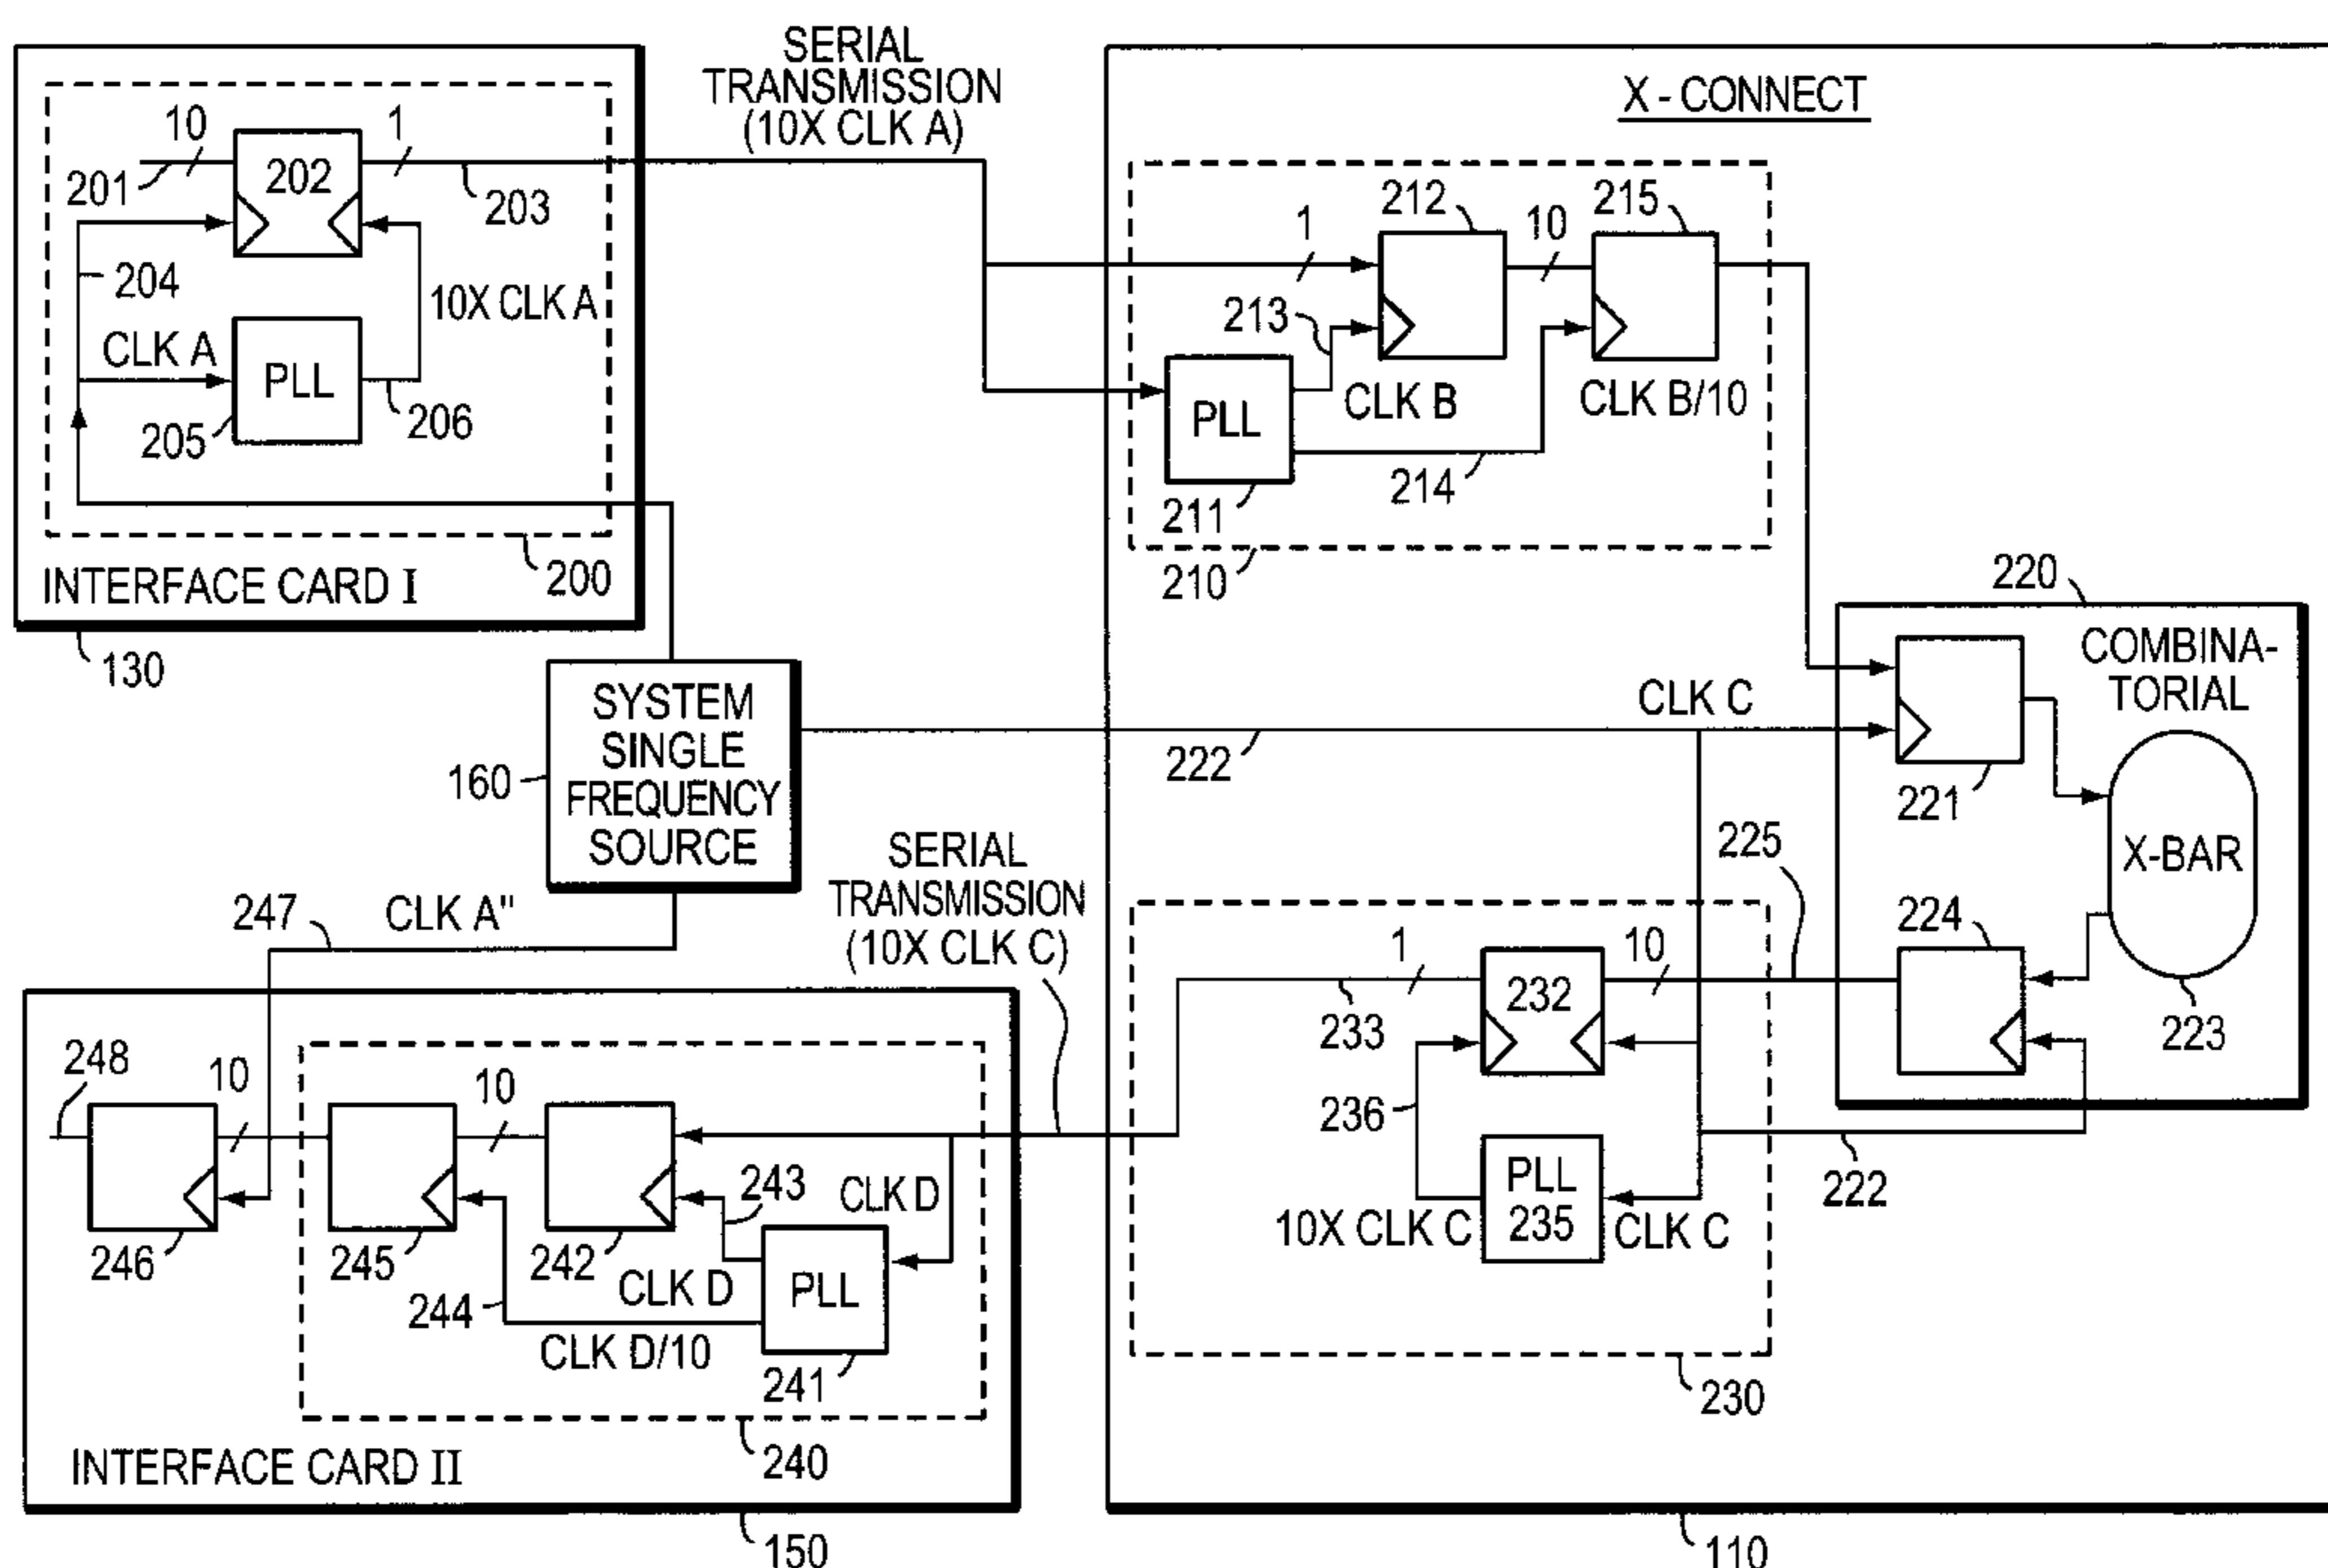 SERIAL
TRANSMISSION
(10X CLK A)
X - CONNECT
10
1
201
202
203
204
10X CLK A
CLK A
PLL
205
206
200
INTERFACE CARD I
130
1
212
10
215
213
CLK B
CLK B/10
PLL
214
211
210
220
COMBINA-
TORIAL
SYSTEM
SINGLE
FREQUENCY
SOURCE
160
CLK C
222
221
X-BAR
223
224
225
SERIAL
TRANSMISSION
(10X CLK C)
247
CLK A"
1
10
232
233
236
PLL
235
10X CLK C
CLK C
222
230
248
10
10
243
CLK D
246
245
242
CLK D
PLL
244
CLK D/10
241
240
INTERFACE CARD II
150
110